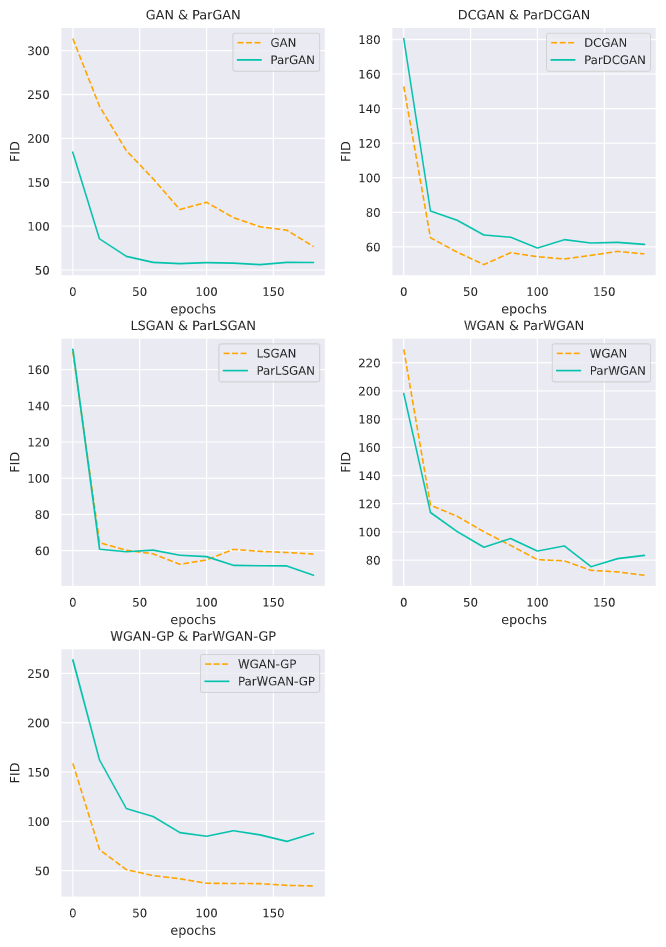 GAN & ParGAN
GAN
ParGAN
FID
300
250
200
150
100
50
0
50
100
150
epochs
DCGAN & ParDCGAN
DCGAN
ParDCGAN
FID
180
160
140
120
100
80
60
0
50
100
150
epochs
LSGAN & ParLSGAN
LSGAN
ParLSGAN
FID
160
140
120
100
80
60
0
50
100
150
epochs
WGAN & ParWGAN
WGAN
ParWGAN
FID
220
200
180
160
140
120
100
80
0
50
100
150
epochs
WGAN-GP & ParWGAN-GP
WGAN-GP
ParWGAN-GP
FID
250
200
150
100
50
0
50
100
150
epochs